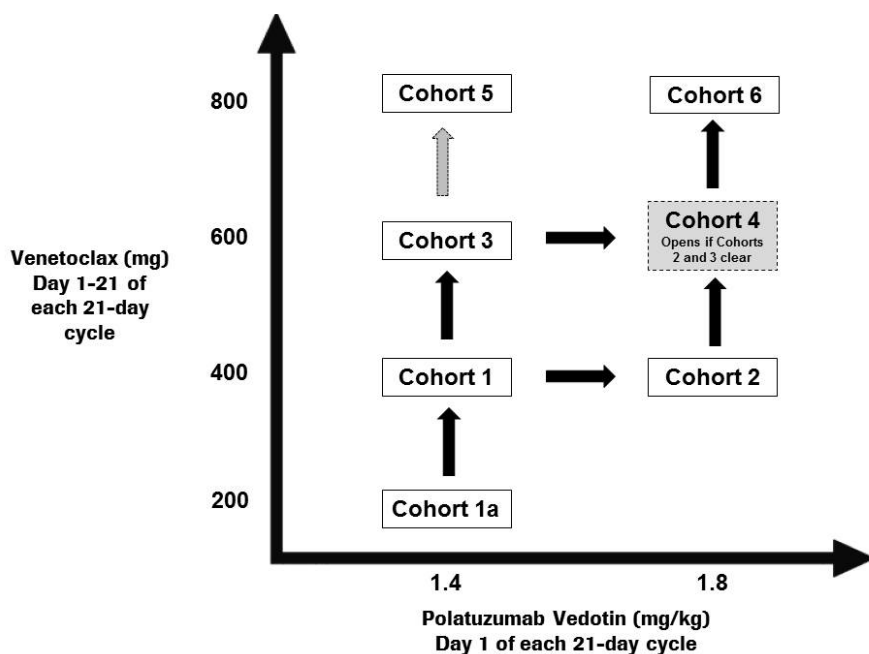 800
Cohort 5
Cohort 6
Venetoclax (mg)
Day 1-21 of
each 21-day
cycle
600
Cohort 3
Cohort 4
Opens if Cohorts
2 and 3 clear
400
Cohort 1
Cohort 2
200
Cohort 1a
1.4
1.8
Polatuzumab Vedotin (mg/kg)
Day 1 of each 21-day cycle